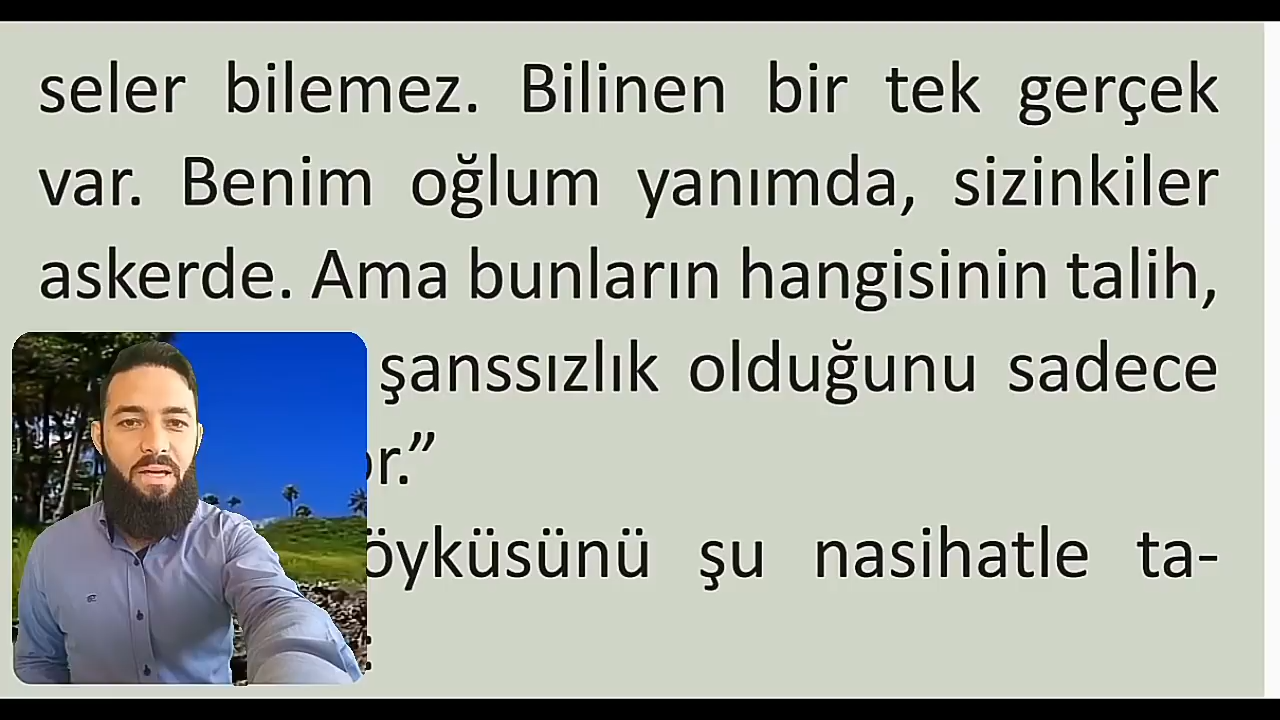 seler bilemez. Bilinen bir tek gerçek
var. Benim oğlum yanımda, sizinkiler
askerde. Ama bunların hangisinin talih,
şanssızlık olduğunu sadece
r.”
öyküsünü şu nasihatle ta-